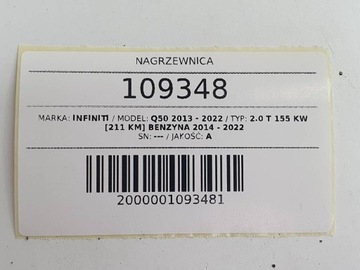 NAGRZEWNICA
109348
MARKA: INFINITI / MODEL: Q50 2013 - 2022 / TYP: 2.0 T 155 KW
[211 KM] BENZYNA 2014 - 2022
SN: --- / JAKOŚĆ: A
2000001093481